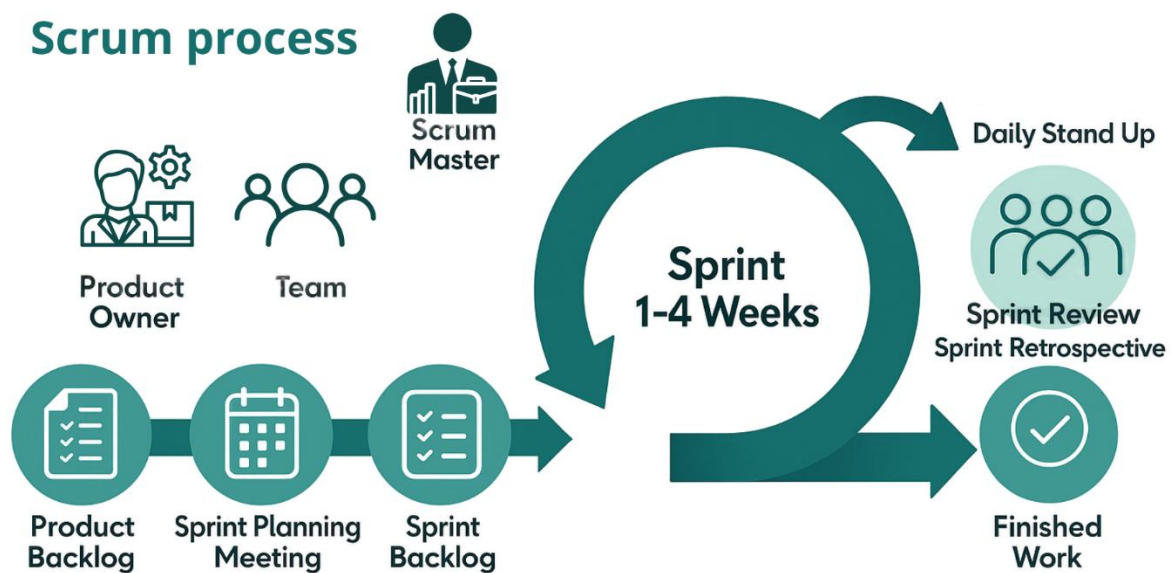 Scrum process
Scrum
Master
Product
Owner
Team
Sprint
1-4 Weeks
Daily Stand Up
Sprint Review
Sprint Retrospective
Product
Backlog
Sprint Planning
Meeting
Sprint
Backlog
Finished
Work